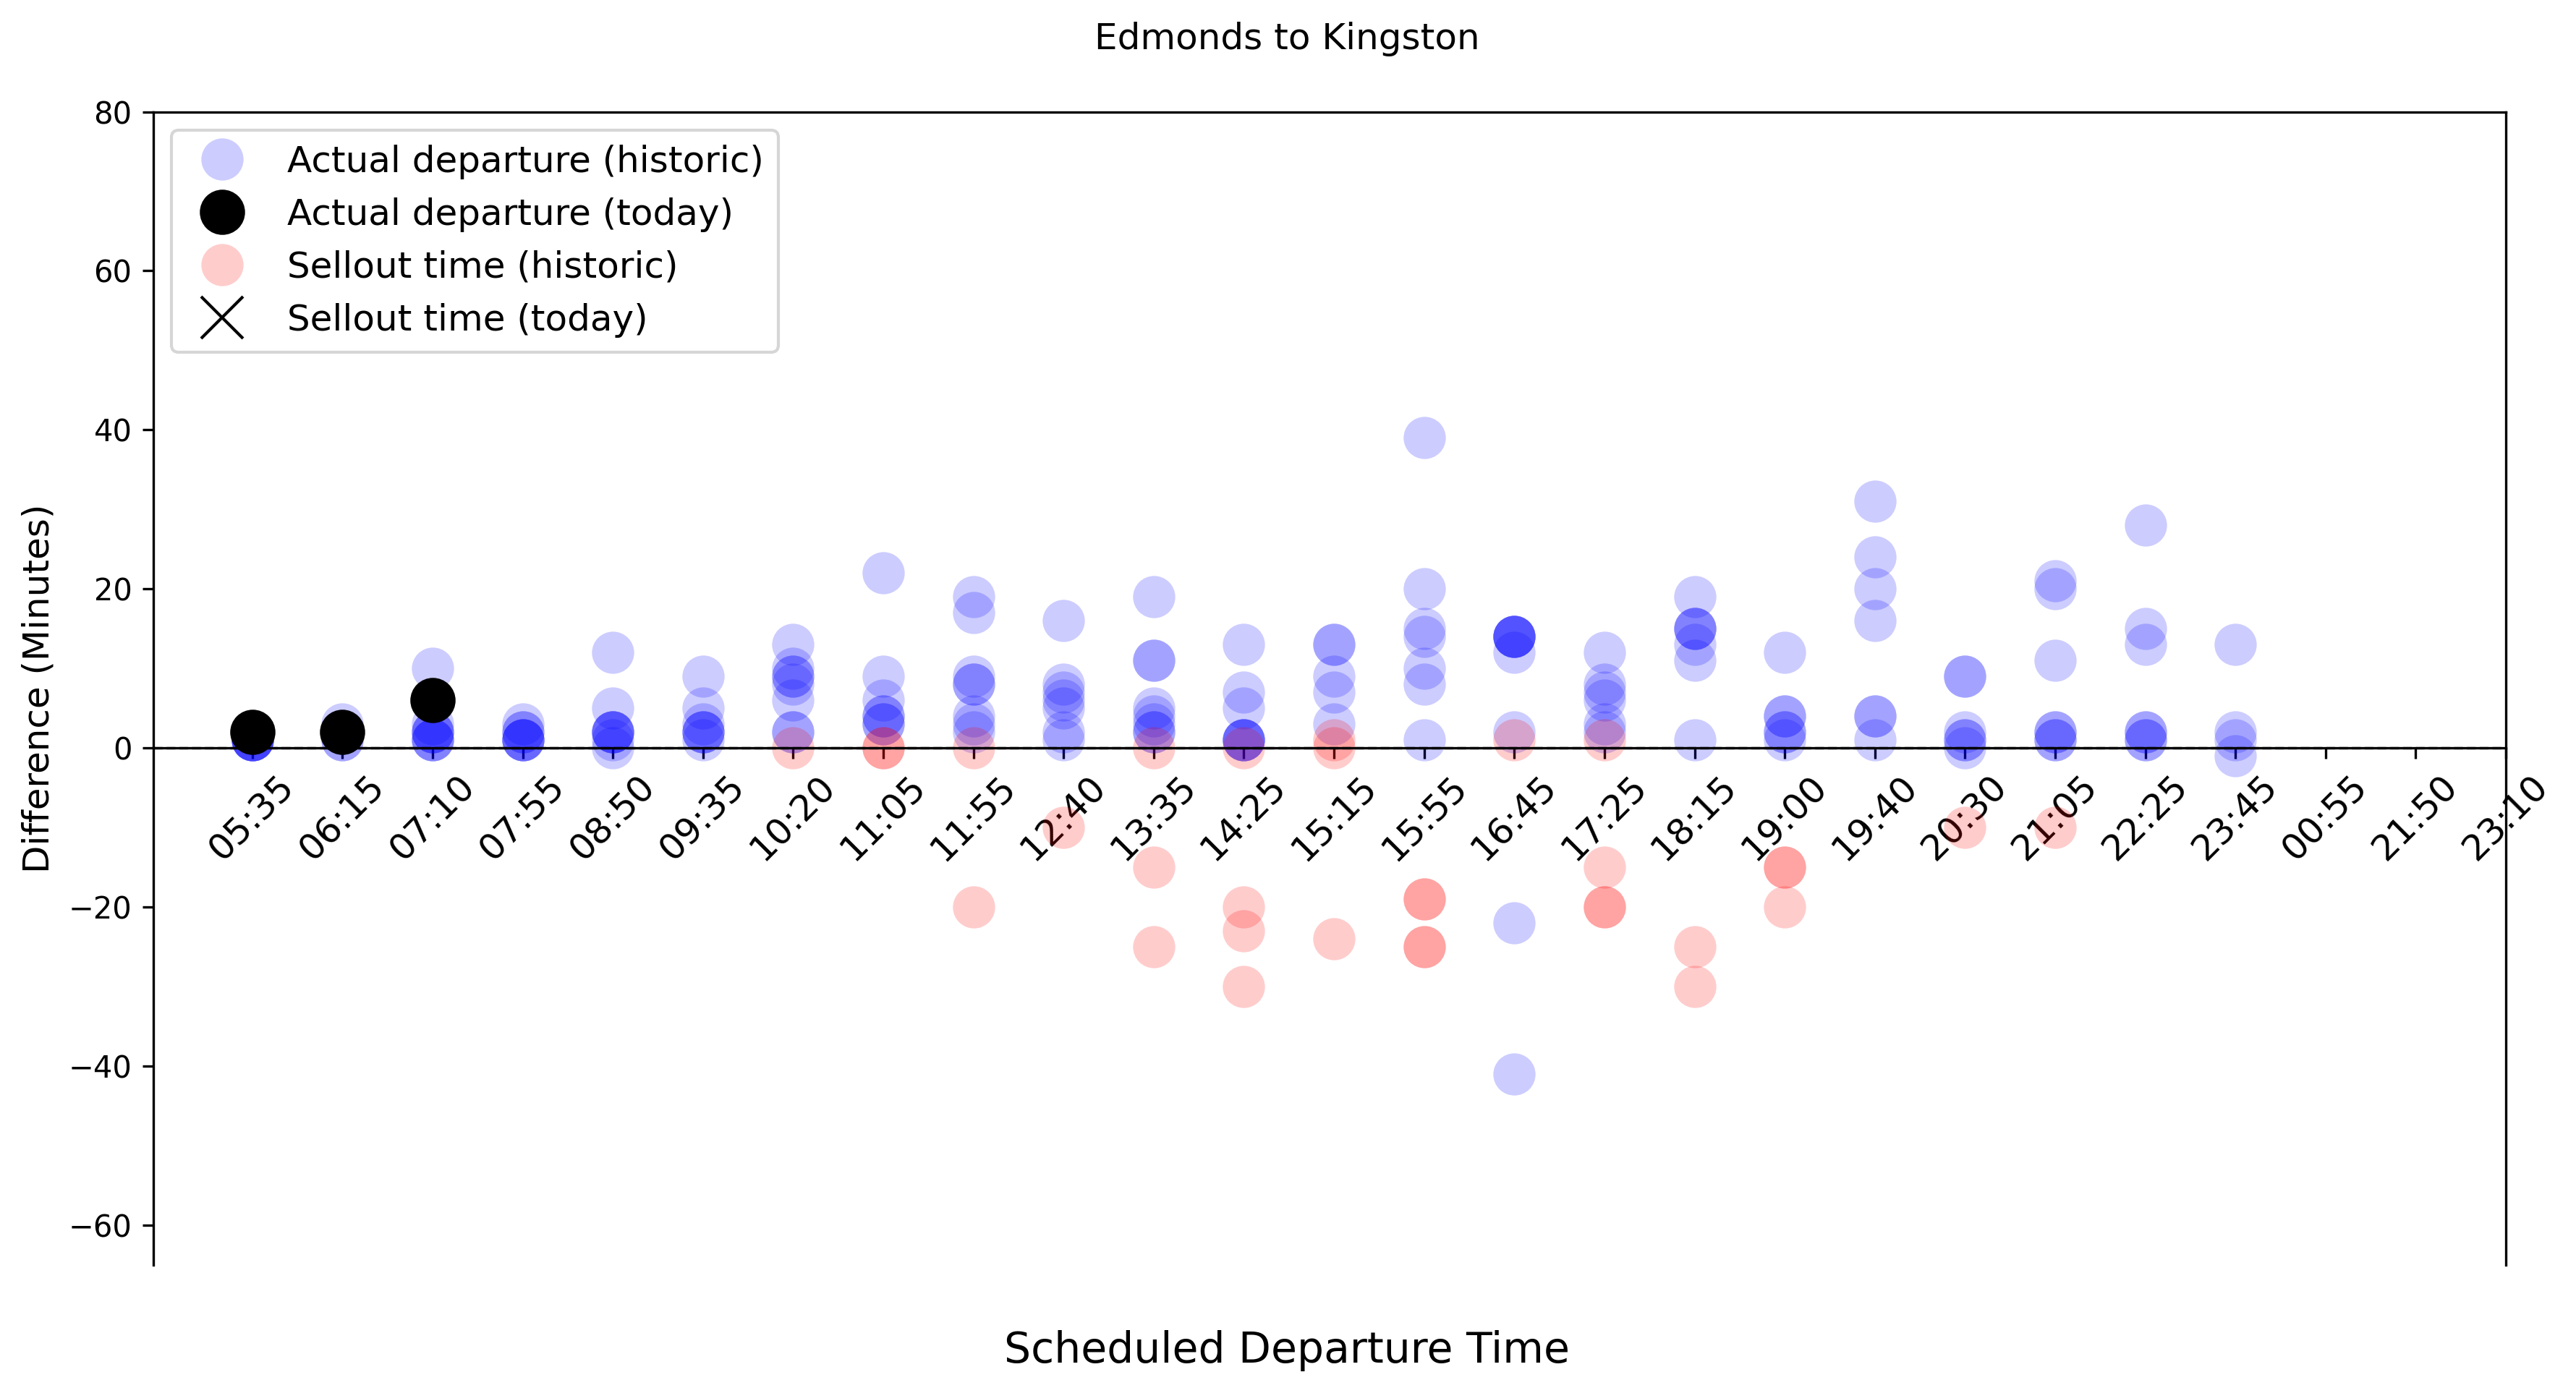 Edmonds to Kingston
80
60
40
20
0
−20
−40
−60
Difference (Minutes)
Actual departure (historic)
Actual departure (today)
Sellout time (historic)
Sellout time (today)
05:35 06:15 07:10 07:55 08:50 09:35 10:20 11:05 11:55 12:40 13:35 14:25 15:15 15:55 16:45 17:25 18:15 19:00 19:40 20:30 21:05 22:25 23:45 00:55 21:50 23:10
Scheduled Departure Time